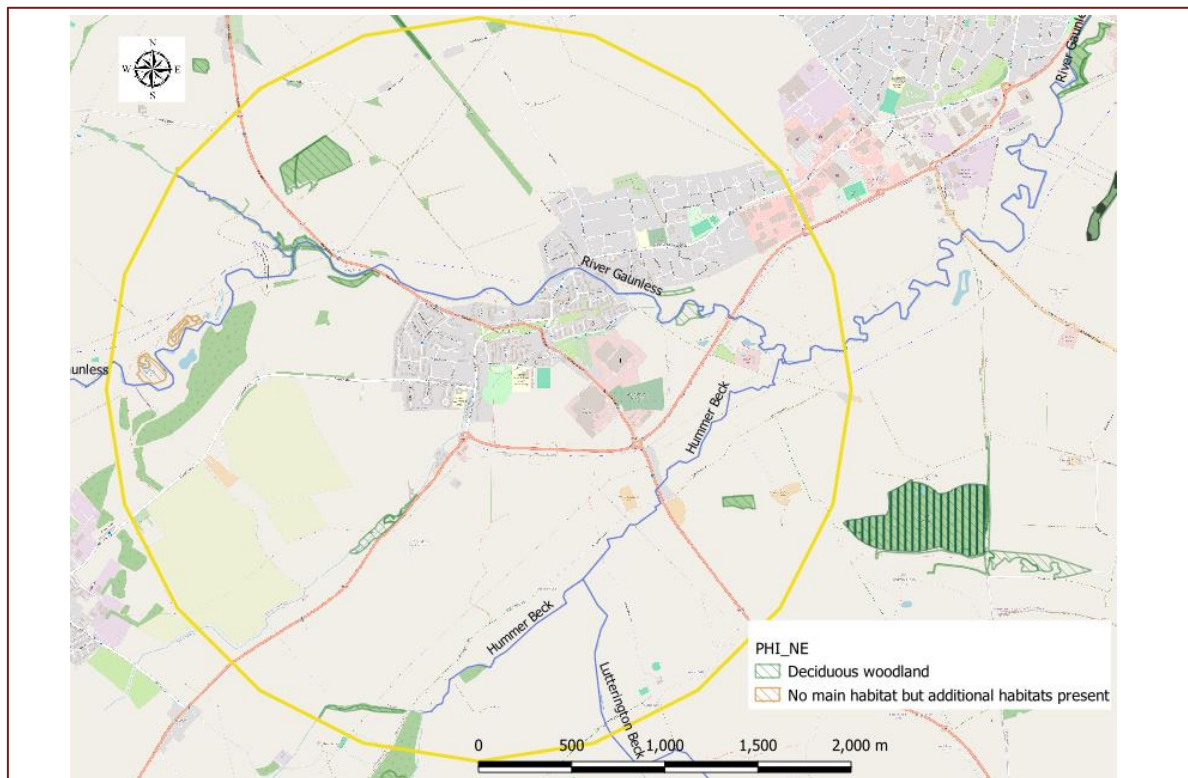 N
W E
S
River Gaunle
River Gaunless
unless
Hummer Beck
Hummer Beck
Lutterington Beck
PHI_NE
Deciduous woodland
No main habitat but additional habitats present
0 500 1,000 1,500 2,000 m